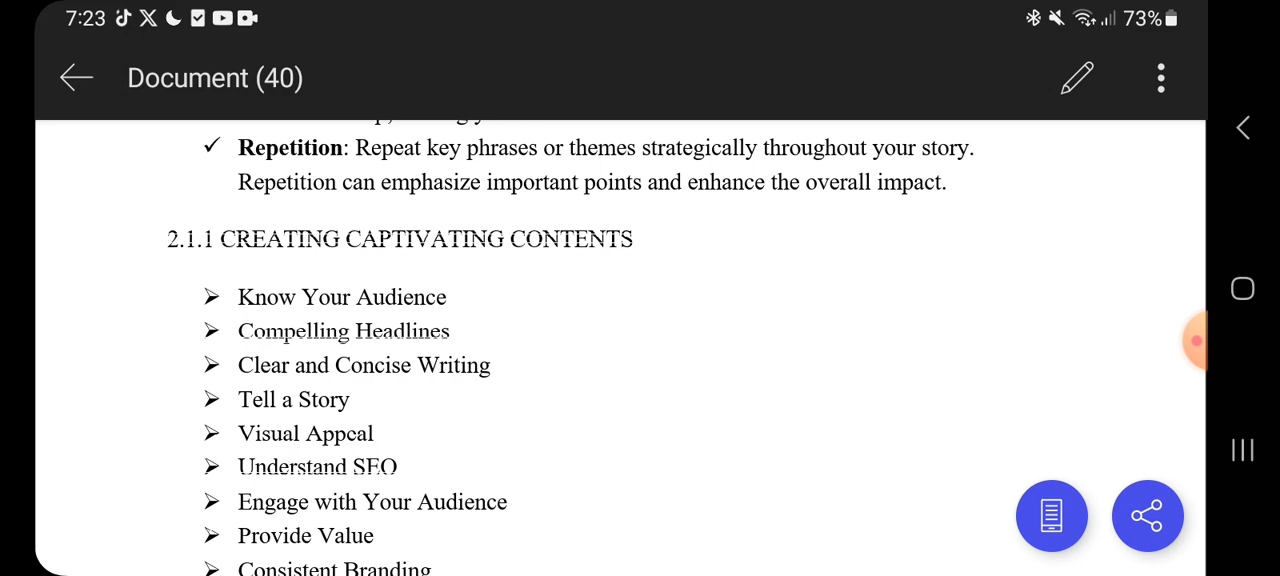 7:23 73%
Document (40)
✓ Repetition: Repeat key phrases or themes strategically throughout your story.
Repetition can emphasize important points and enhance the overall impact.
2.1.1 CREATING CAPTIVATING CONTENTS
➢ Know Your Audience
➢ Compelling Headlines
➢ Clear and Concise Writing
➢ Tell a Story
➢ Visual Appeal
➢ Understand SEO
➢ Engage with Your Audience
➢ Provide Value
➢ Consistent Branding